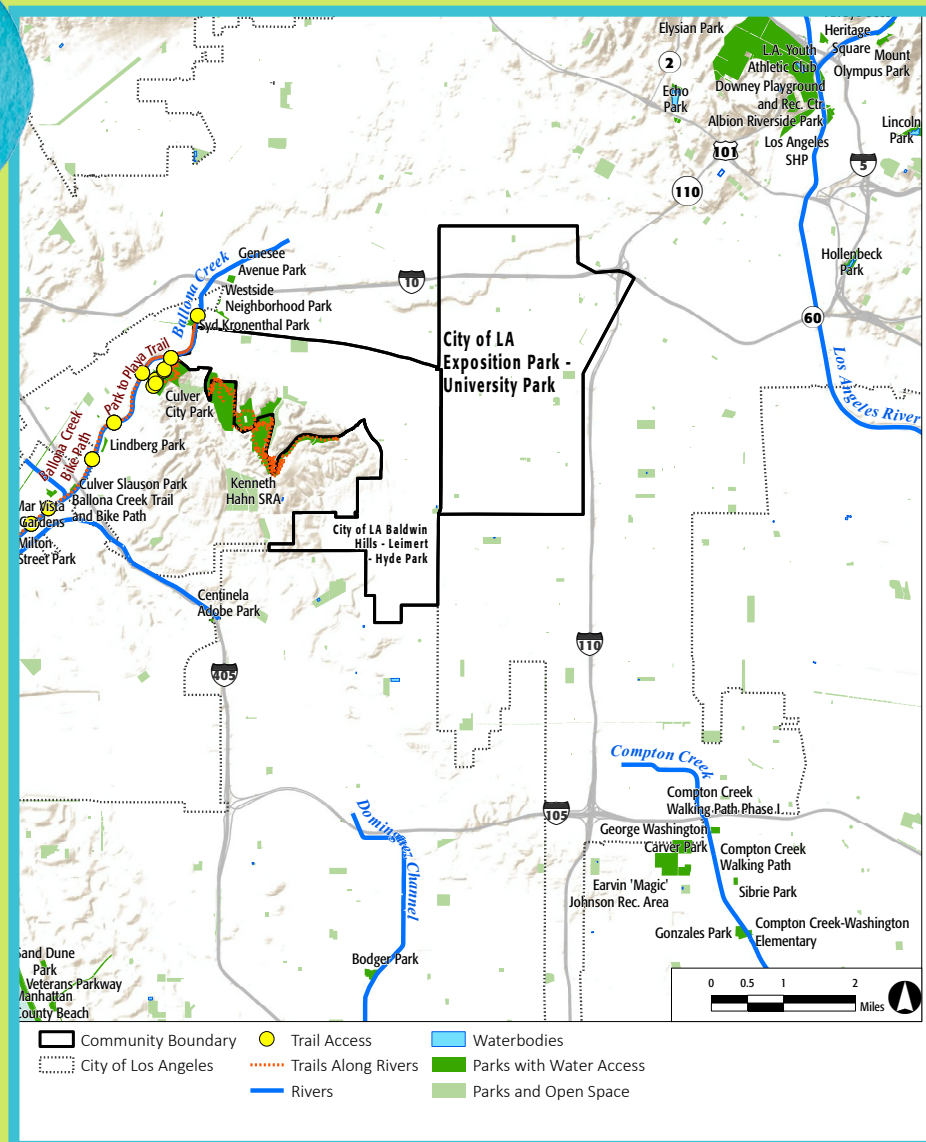 Elysian Park
Heritage
Square
Mount
Olympus Park
2
L.A. Youth
Athletic Club
Echo
Park
Downey Playground
and Rec. Ctr
Albion Riverside Park
Lincoln
Park
101
Los Angeles
SHP
5
110
Ballona Creek
Genesee
Avenue Park
Hollenbeck
Park
10
Westside
Neighborhood Park
Syd Kronenthal Park
60
City of LA
Exposition Park -
University Park
Park to Playa Trail
Los Angeles River
Culver
City Park
Ballona Creek
Bike Path
Lindberg Park
Kenneth
Hahn SRA
Culver Slauson Park
Ballona Creek Trail
and Bike Path
Mar Vista
Gardens
Milton
Street Park
City of LA Baldwin
Hills - Leimert
- Hyde Park
Centinela
Adobe Park
110
405
Compton Creek
Compton Creek
Walking Path Phase I
Dominguez Channel
105
George Washington
Carver Park
Compton Creek
Walking Path
Earvin 'Magic'
Johnson Rec. Area
Sibrie Park
Gonzales Park
Compton Creek-Washington
Elementary
Sand Dune
Park
Veterans Parkway
Manhattan
County Beach
Bodger Park
0 0.5 1 2
Miles
Community Boundary
Trail Access
Waterbodies
City of Los Angeles
Trails Along Rivers
Parks with Water Access
Rivers
Parks and Open Space